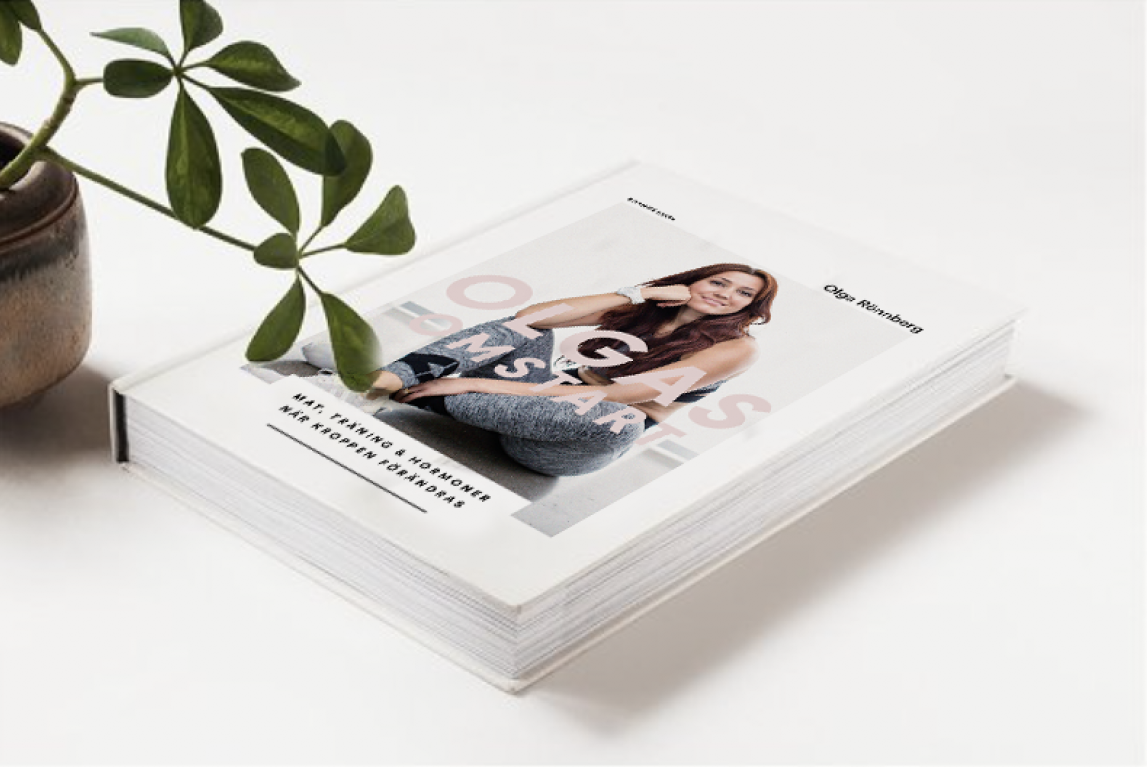 Olga Rönnberg
OLGAS
OMSTART
MAT, TRÄNING & HORMONER
NÄR KROPPEN FÖRÄNDRAS